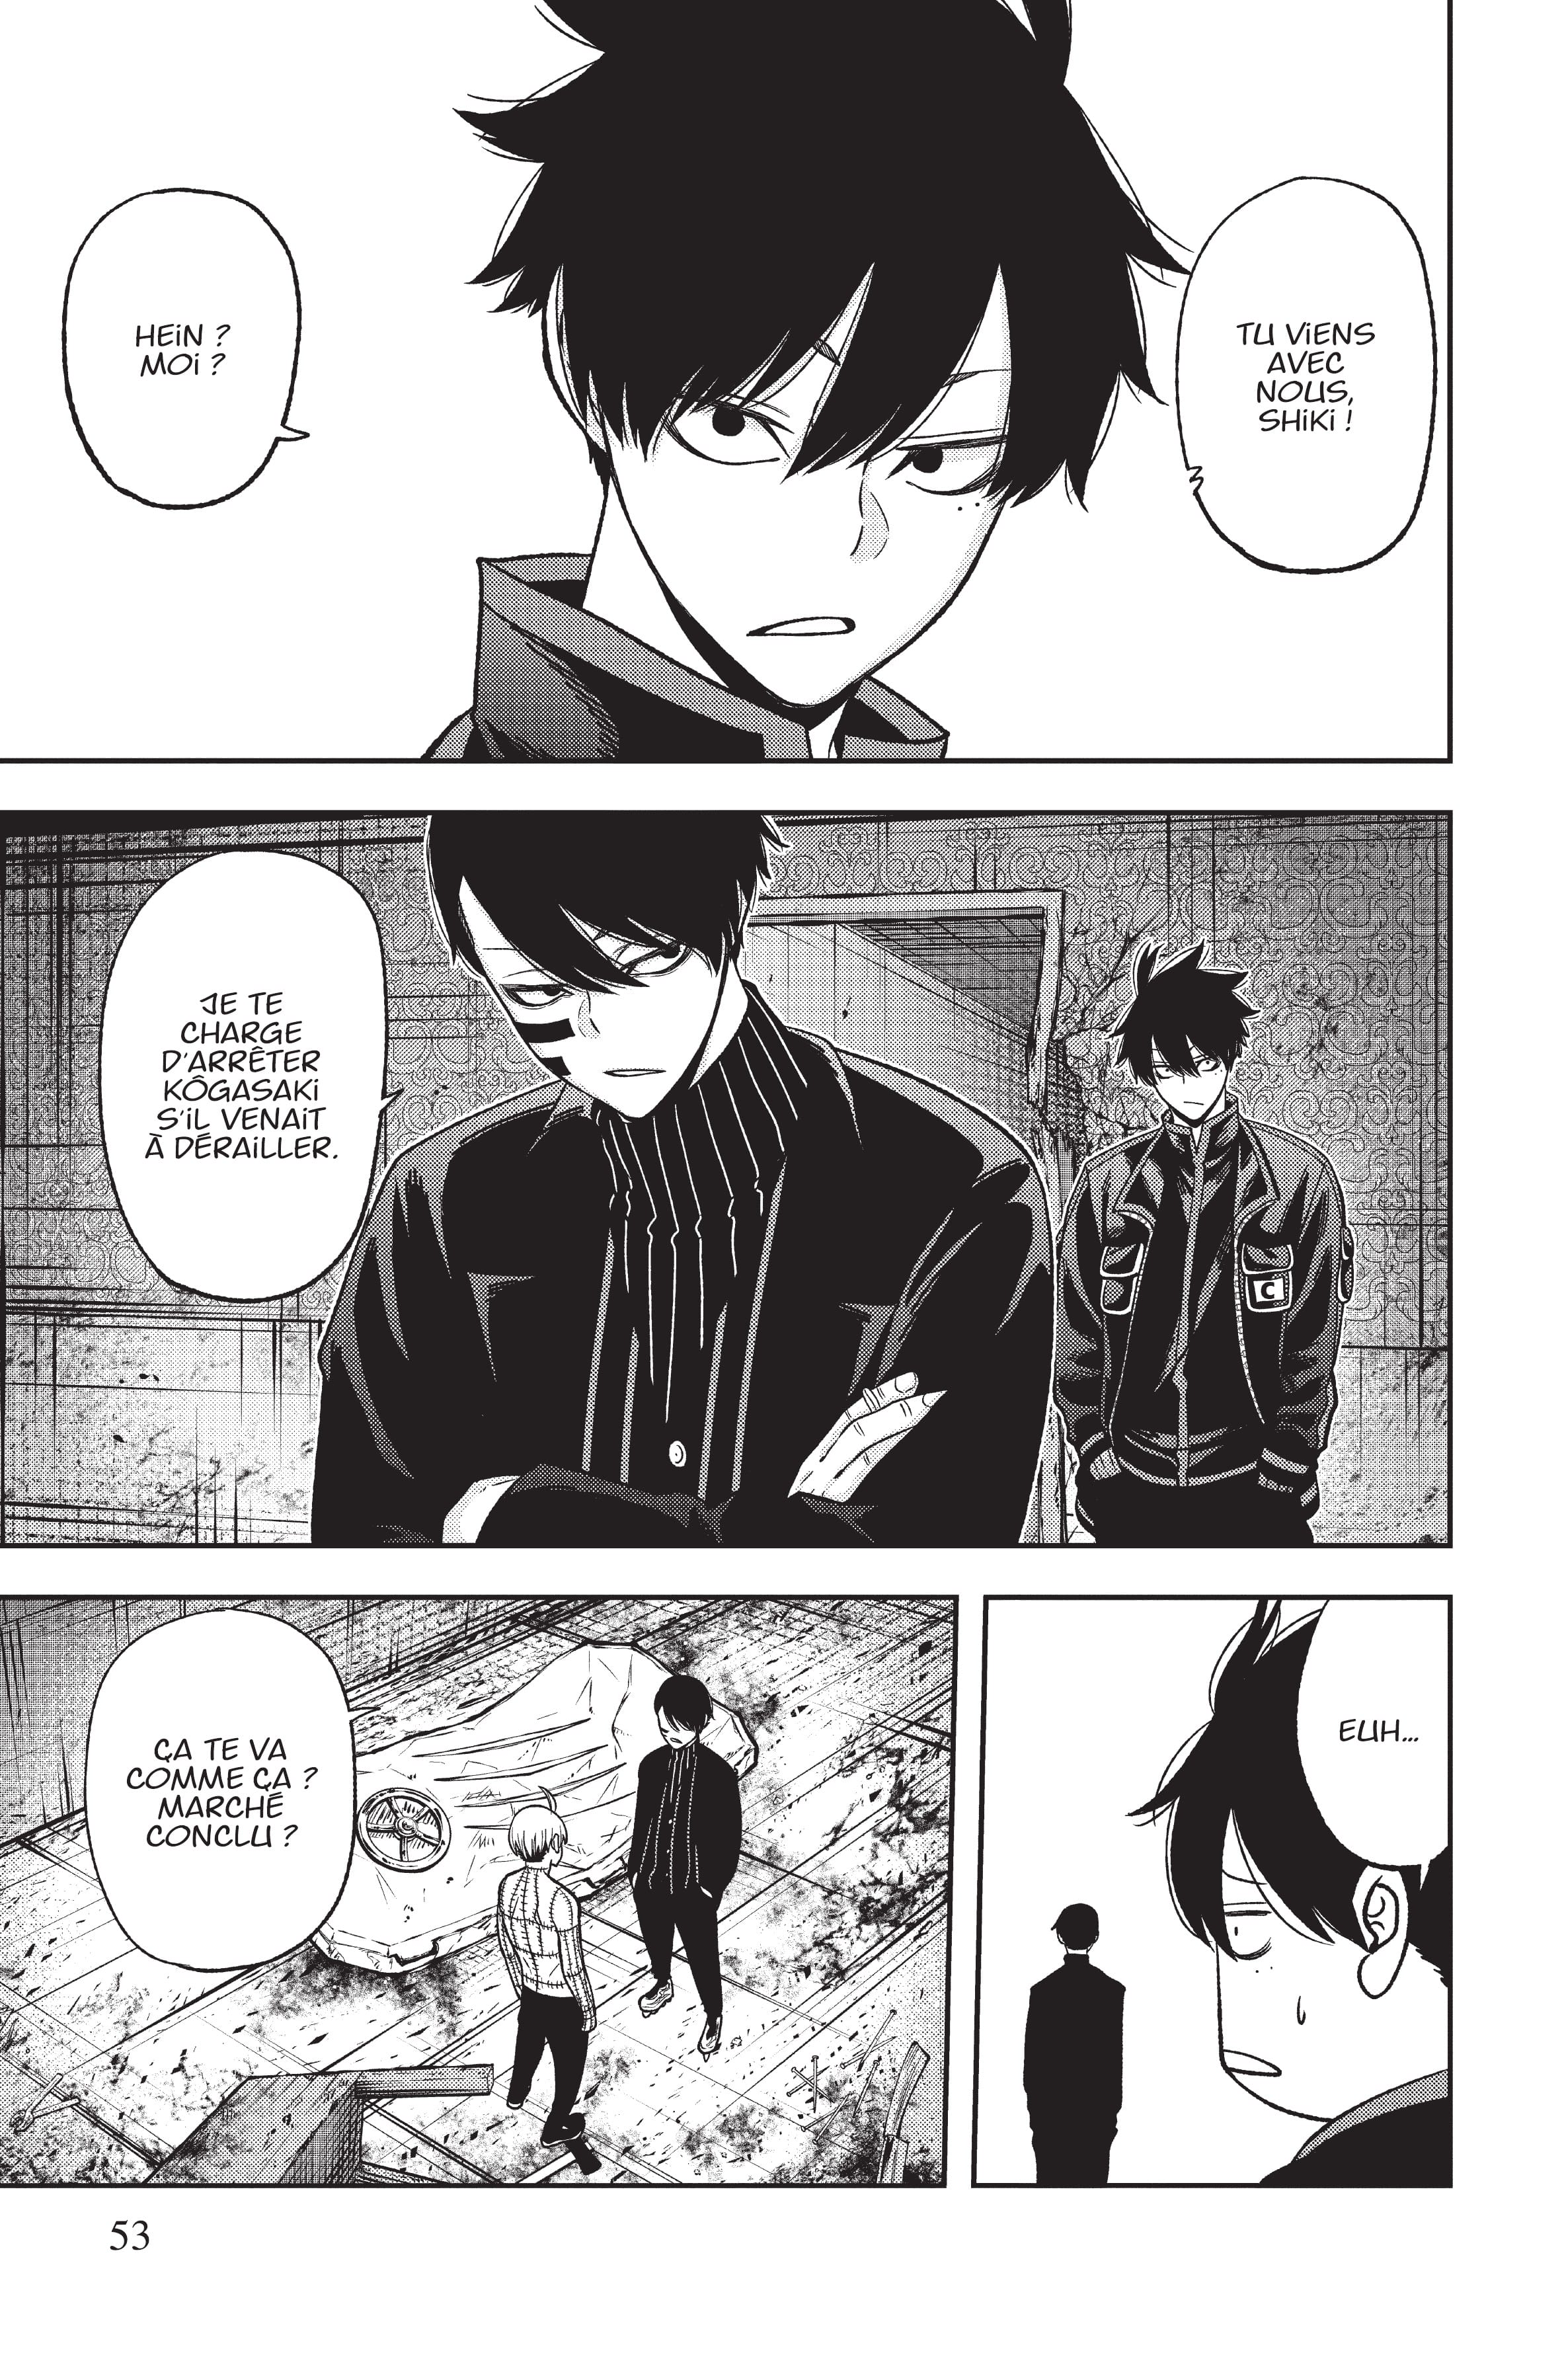 TU VIENS
AVEC
NOUS,
SHIKI !
HEIN ?
MOI ?
JE TE
CHARGE
D'ARRÊTER
KÔGASAKI
S'IL VENAIT
À DÉRAILLER.
C
EUH...
ÇA TE VA
COMME ÇA ?
MARCHÉ
CONCLU ?
53